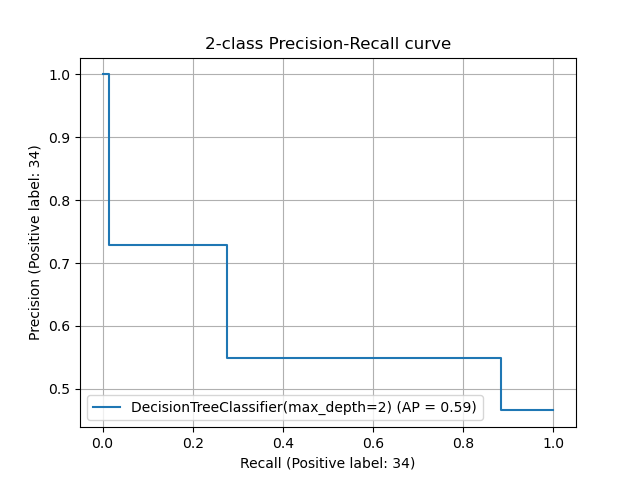 2-class Precision-Recall curve
Precision (Positive label: 34)
1.0
0.9
0.8
0.7
0.6
0.5
DecisionTreeClassifier(max_depth=2) (AP = 0.59)
0.0 0.2 0.4 0.6 0.8 1.0
Recall (Positive label: 34)